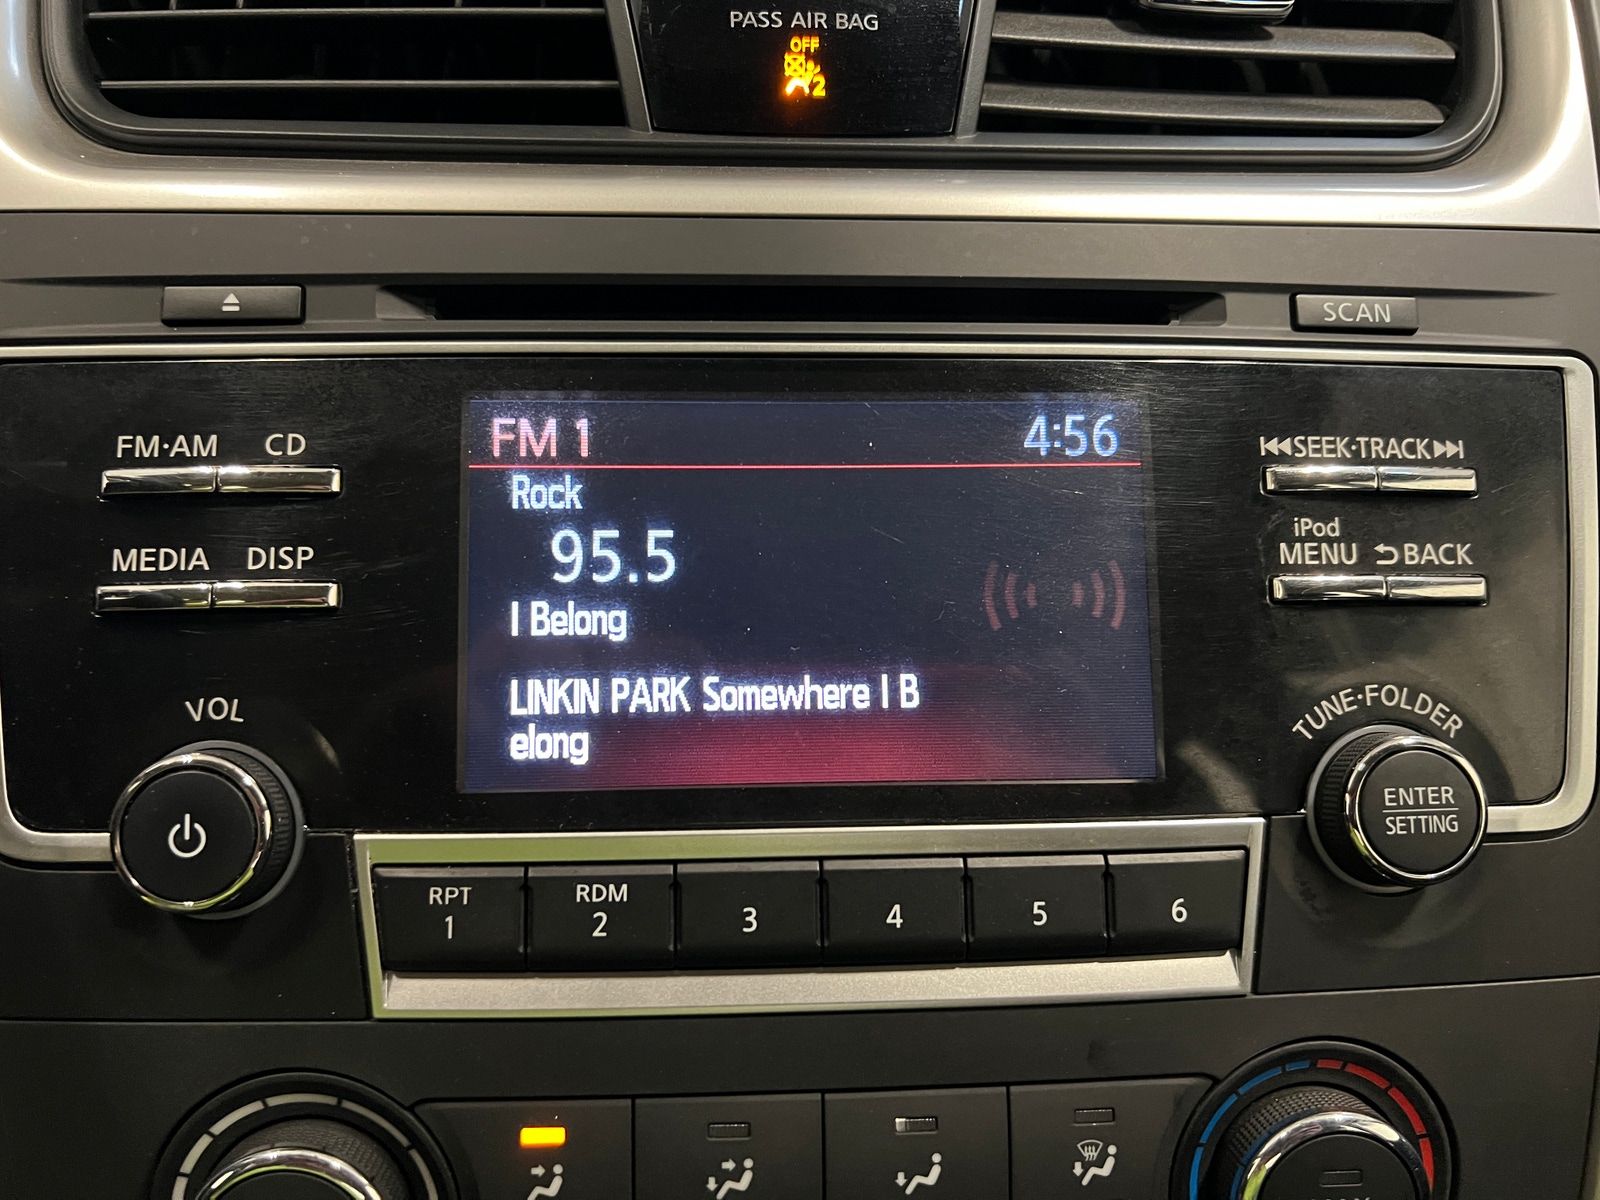 PASS AIR BAG
OFF
2
SCAN
FM·AM CD
FM 1 4:56
SEEK·TRACK
Rock
95.5
iPod
MEDIA DISP
MENU BACK
I Belong
LINKIN PARK Somewhere I B
elong
VOL
TUNE·FOLDER
ENTER
SETTING
RPT
1
RDM
2
3
4
5
6